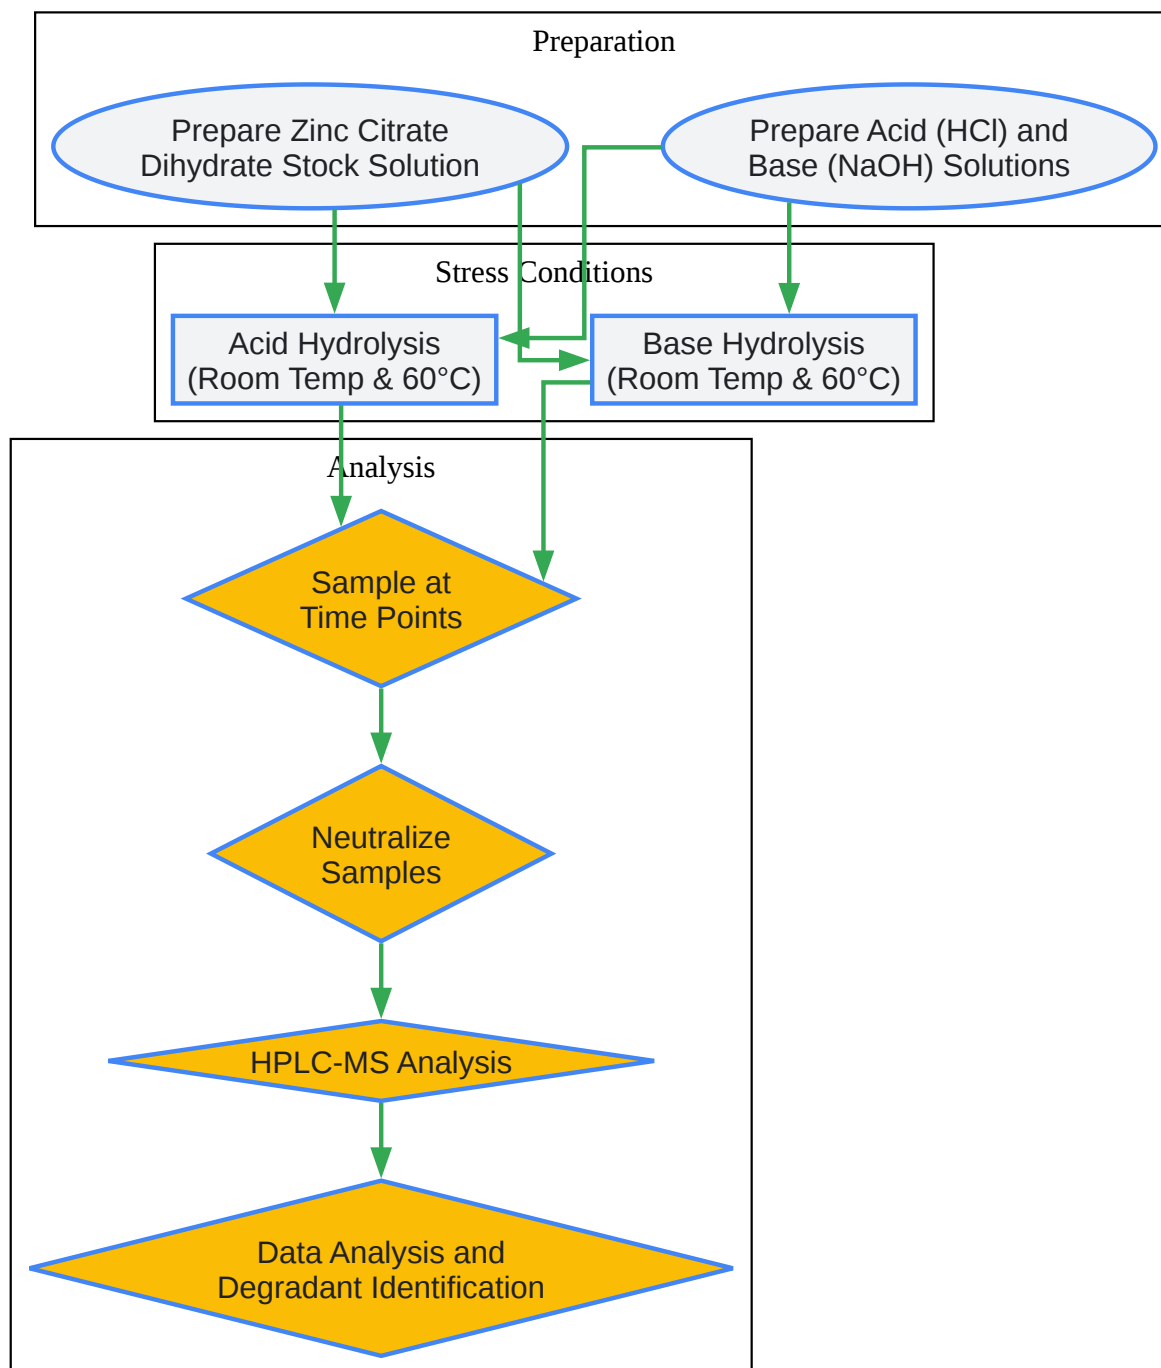 Preparation
Prepare Zinc Citrate
Dihydrate Stock Solution
Prepare Acid (HCl) and
Base (NaOH) Solutions
Stress Conditions
Acid Hydrolysis
(Room Temp & 60°C)
Base Hydrolysis
(Room Temp & 60°C)
Analysis
Sample at
Time Points
Neutralize
Samples
HPLC-MS Analysis
Data Analysis and
Degradant Identification